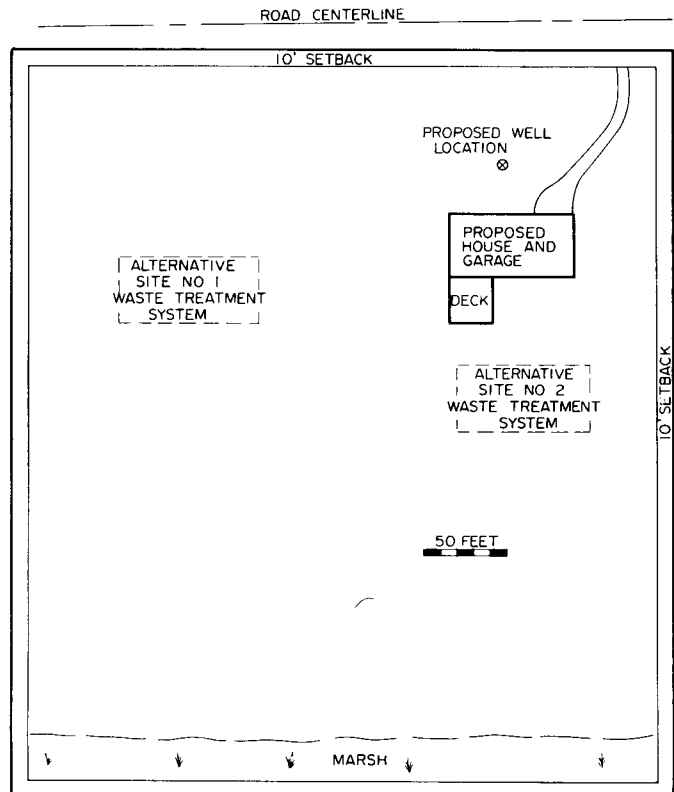 ROAD CENTERLINE
10' SETBACK
PROPOSED WELL
LOCATION
PROPOSED
HOUSE AND
GARAGE
DECK
ALTERNATIVE
SITE NO 1
WASTE TREATMENT
SYSTEM
ALTERNATIVE
SITE NO 2
WASTE TREATMENT
SYSTEM
10' SETBACK
50 FEET
MARSH